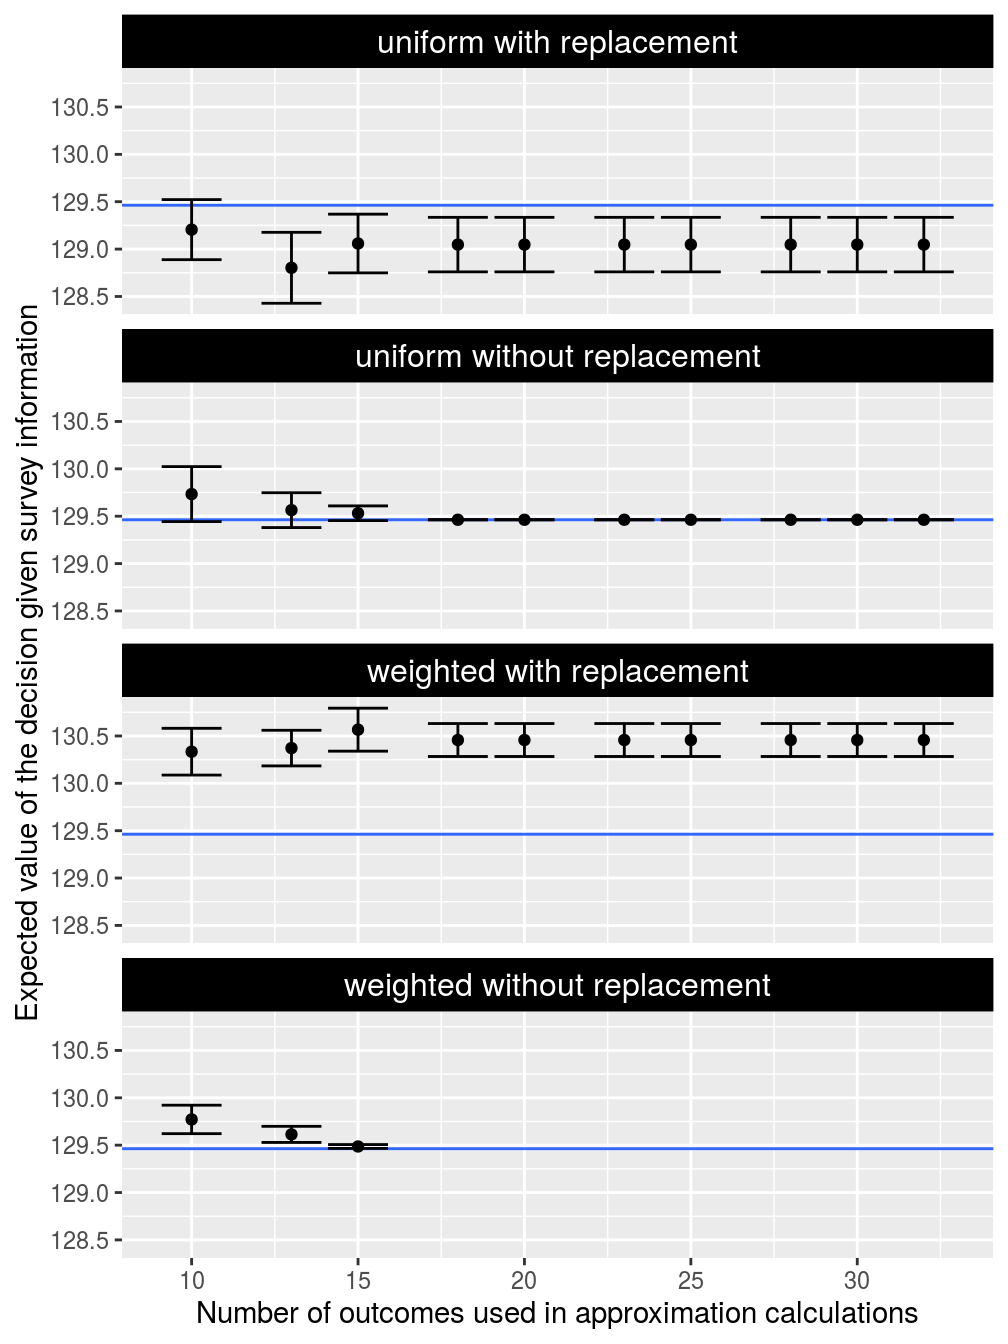 uniform with replacement
130.5
130.0
129.5
129.0
128.5
uniform without replacement
130.5
130.0
129.5
129.0
128.5
weighted with replacement
130.5
130.0
129.5
129.0
128.5
weighted without replacement
130.5
130.0
129.5
129.0
128.5
10 15 20 25 30
Number of outcomes used in approximation calculations
Expected value of the decision given survey information